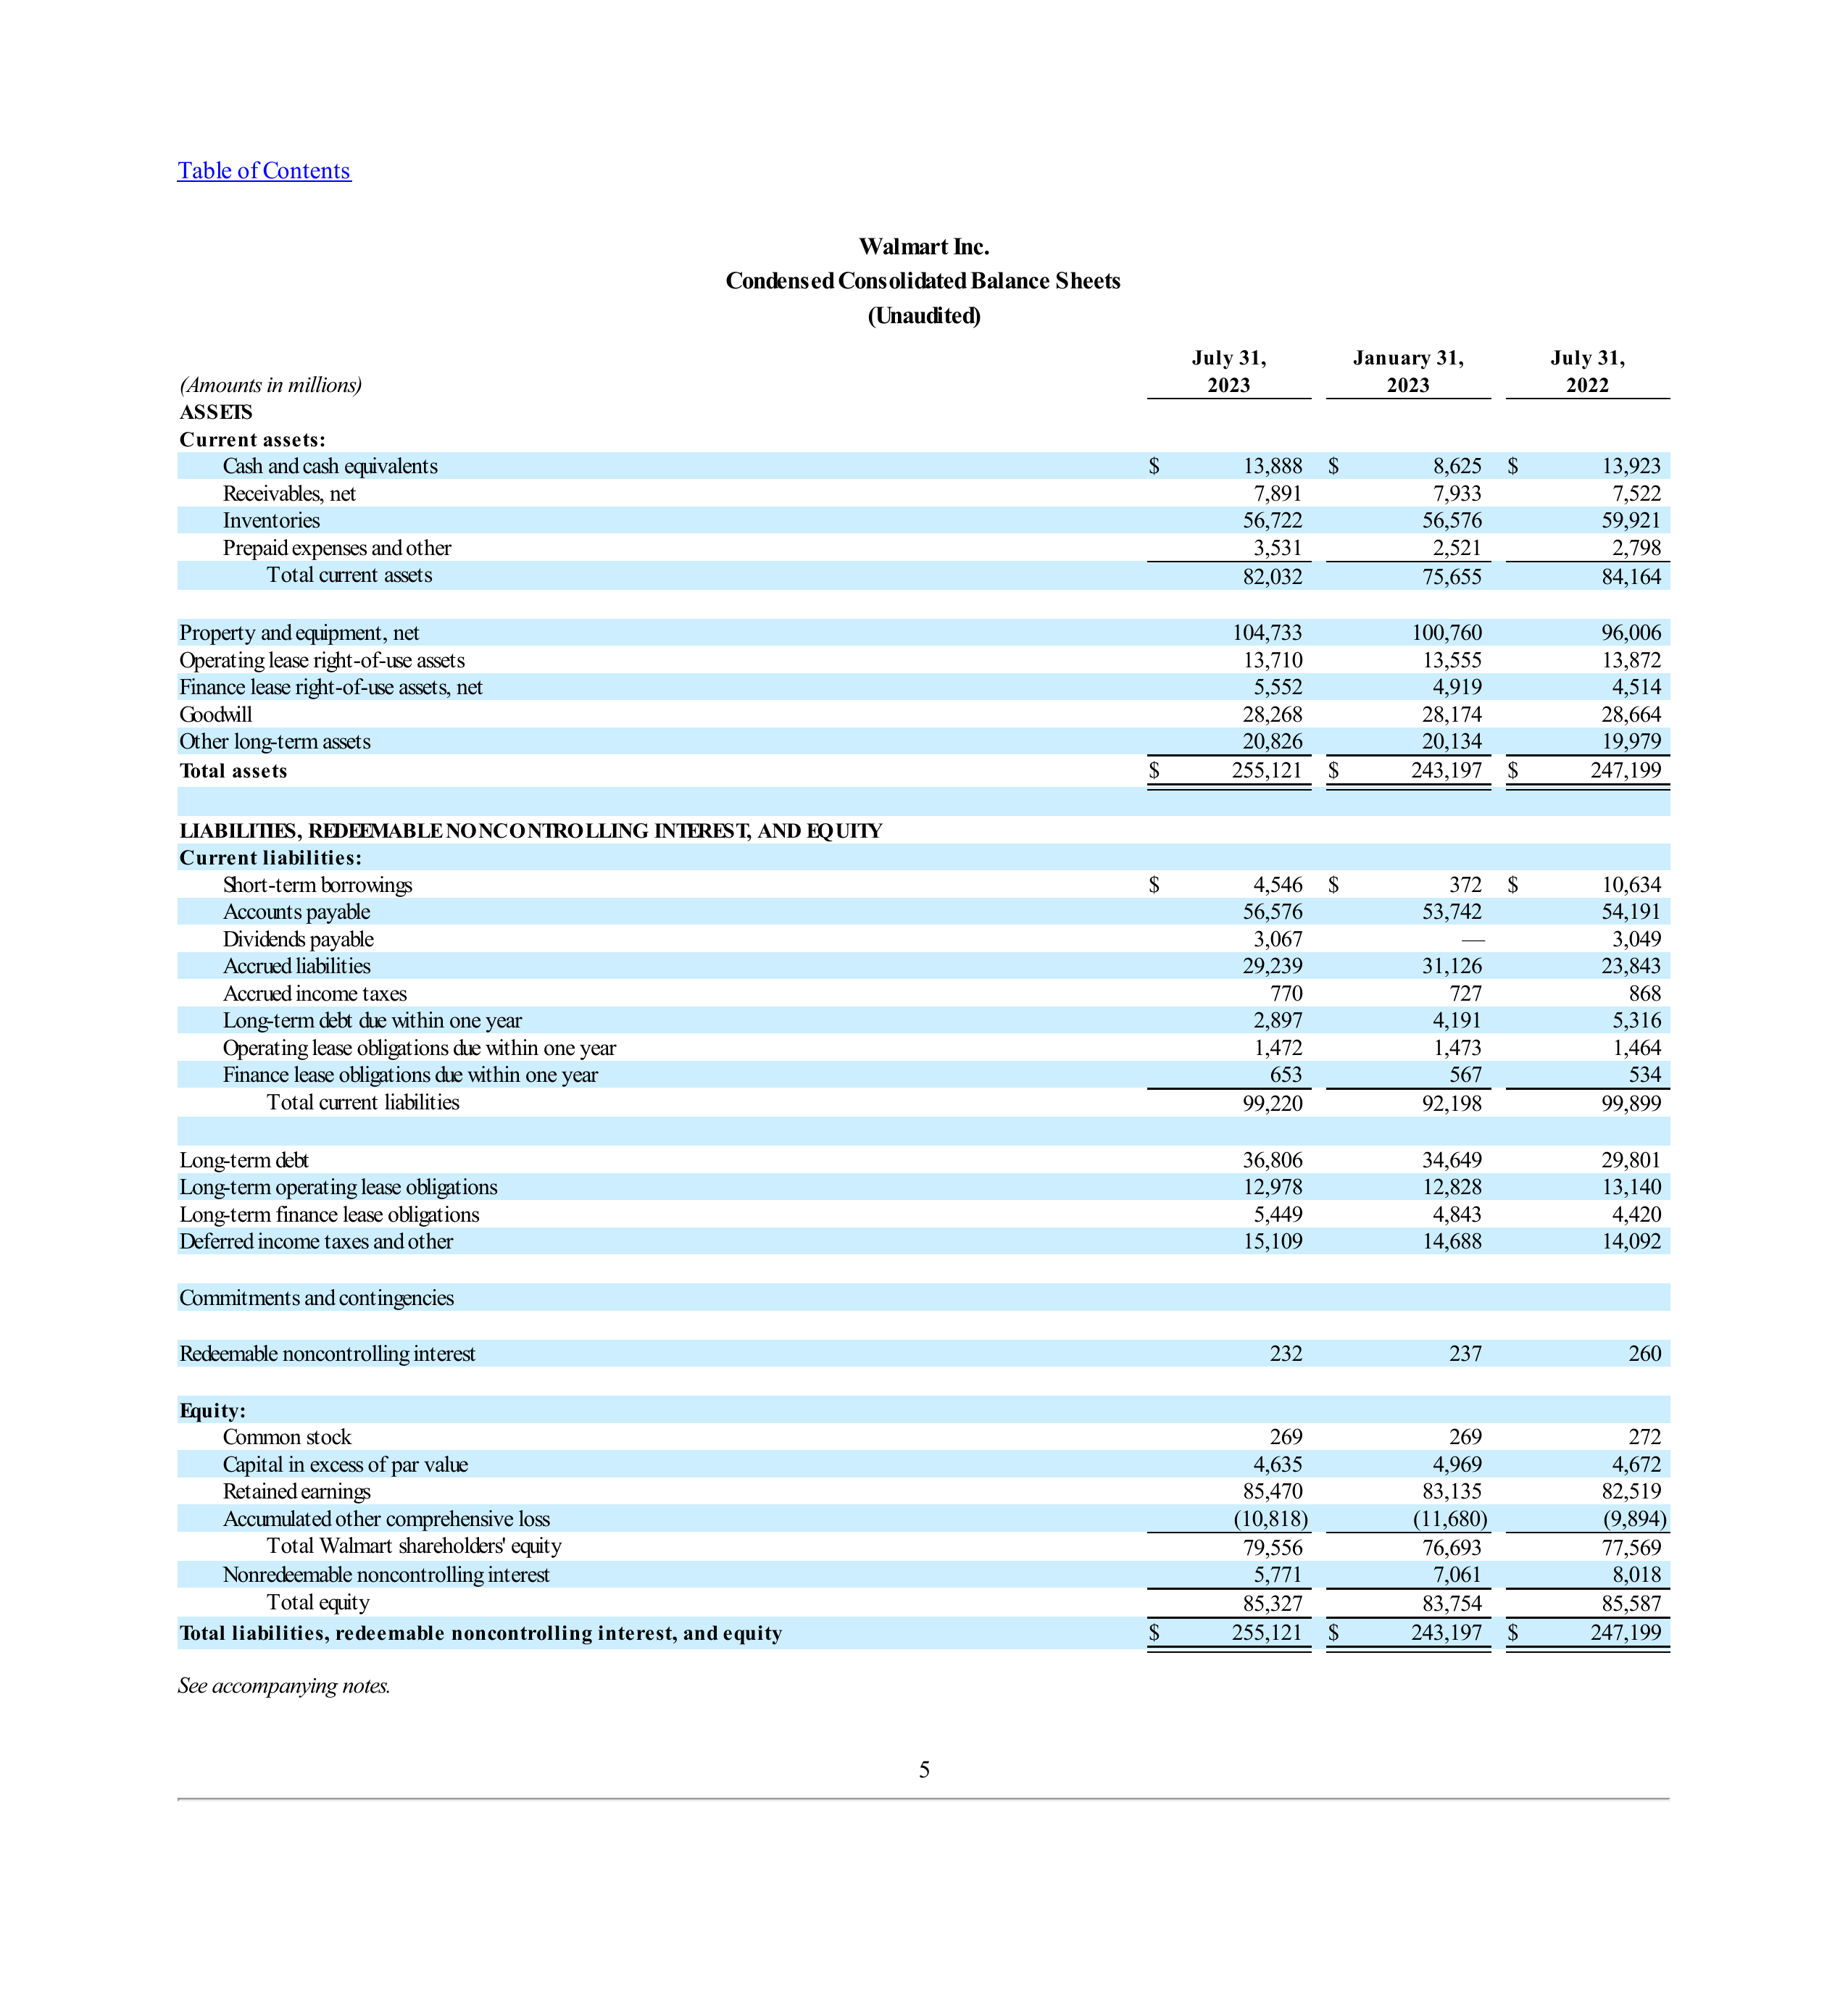 Table of Contents
Walmart Inc.
Condensed Consolidated Balance Sheets
(Unaudited)
July 31, January 31, July 31,
(Amounts in millions) 2023 2023 2022
ASSETS
Current assets:
Cash and cash equivalents $ 13,888 $ 8,625 $ 13,923
Receivables, net 7,891 7,933 7,522
Inventories 56,722 56,576 59,921
Prepaid expenses and other 3,531 2,521 2,798
Total current assets 82,032 75,655 84,164
Property and equipment, net 104,733 100,760 96,006
Operating lease right-of-use assets 13,710 13,555 13,872
Finance lease right-of-use assets, net 5,552 4,919 4,514
Goodwill 28,268 28,174 28,664
Other long-term assets 20,826 20,134 19,979
Total assets $ 255,121 $ 243,197 $ 247,199
LIABILITIES, REDEEMABLE NONCONTROLLING INTEREST, AND EQUITY
Current liabilities:
Short-term borrowings $ 4,546 $ 372 $ 10,634
Accounts payable 56,576 53,742 54,191
Dividends payable 3,067 — 3,049
Accrued liabilities 29,239 31,126 23,843
Accrued income taxes 770 727 868
Long-term debt due within one year 2,897 4,191 5,316
Operating lease obligations due within one year 1,472 1,473 1,464
Finance lease obligations due within one year 653 567 534
Total current liabilities 99,220 92,198 99,899
Long-term debt 36,806 34,649 29,801
Long-term operating lease obligations 12,978 12,828 13,140
Long-term finance lease obligations 5,449 4,843 4,420
Deferred income taxes and other 15,109 14,688 14,092
Commitments and contingencies
Redeemable noncontrolling interest 232 237 260
Equity:
Common stock 269 269 272
Capital in excess of par value 4,635 4,969 4,672
Retained earnings 85,470 83,135 82,519
Accumulated other comprehensive loss (10,818) (11,680) (9,894)
Total Walmart shareholders' equity 79,556 76,693 77,569
Nonredeemable noncontrolling interest 5,771 7,061 8,018
Total equity 85,327 83,754 85,587
Total liabilities, redeemable noncontrolling interest, and equity $ 255,121 $ 243,197 $ 247,199
See accompanying notes.
5